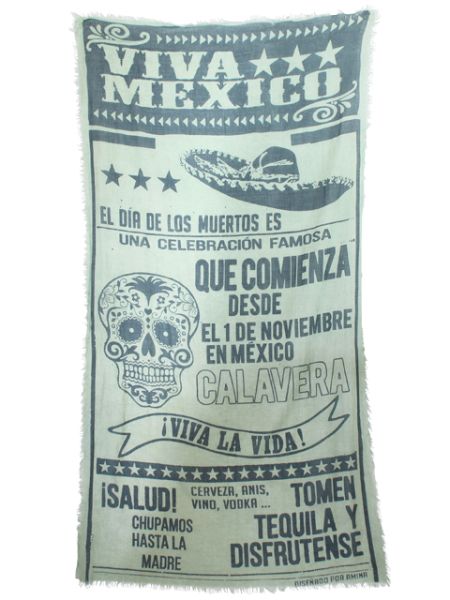 VIVA
MEXICO
EL DÍA DE LOS MUERTOS ES
UNA CELEBRACIÓN FAMOSA
QUE COMIENZA
DESDE
EL 1 DE NOVIEMBRE
EN MÉXICO
CALAVERA
¡VIVA LA VIDA!
¡SALUD!
CHUPAMOS
HASTA LA
MADRE
CERVEZA, ANIS,
VINO, VODKA ...
TOMEN
TEQUILA Y
DISFRUTENSE
DISEÑADO POR AMINA